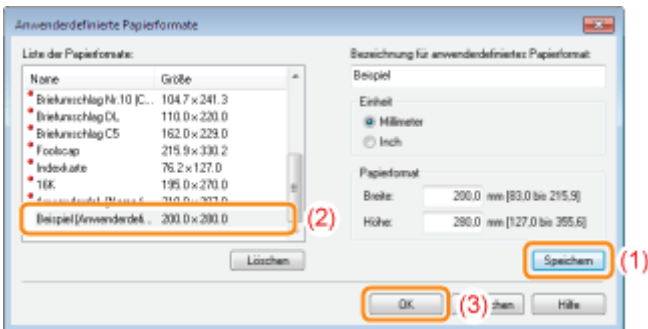 Anwenderdefinierte Papierformate
Liste der Papierformate:
Name Größe
Briefumschlag Nr.10 (C... 104.7 x 241.3
Briefumschlag DL 110.0 x 220.0
Briefumschlag C5 162.0 x 229.0
Foolscap 215.9 x 330.2
Indexkarte 76.2 x 127.0
16K 195.0 x 270.0
Beispiel (Anwenderdefi... 200.0 x 280.0
(2)
Löschen
Bezeichnung für anwenderdefiniertes Papierformat:
Beispiel
Einheit
Millimeter
Inch
Papierformat
Breite: 200.0 mm [83,0 bis 215,9]
Höhe: 280.0 mm [127,0 bis 355,6]
Speichern (1)
OK (3) Hilfe